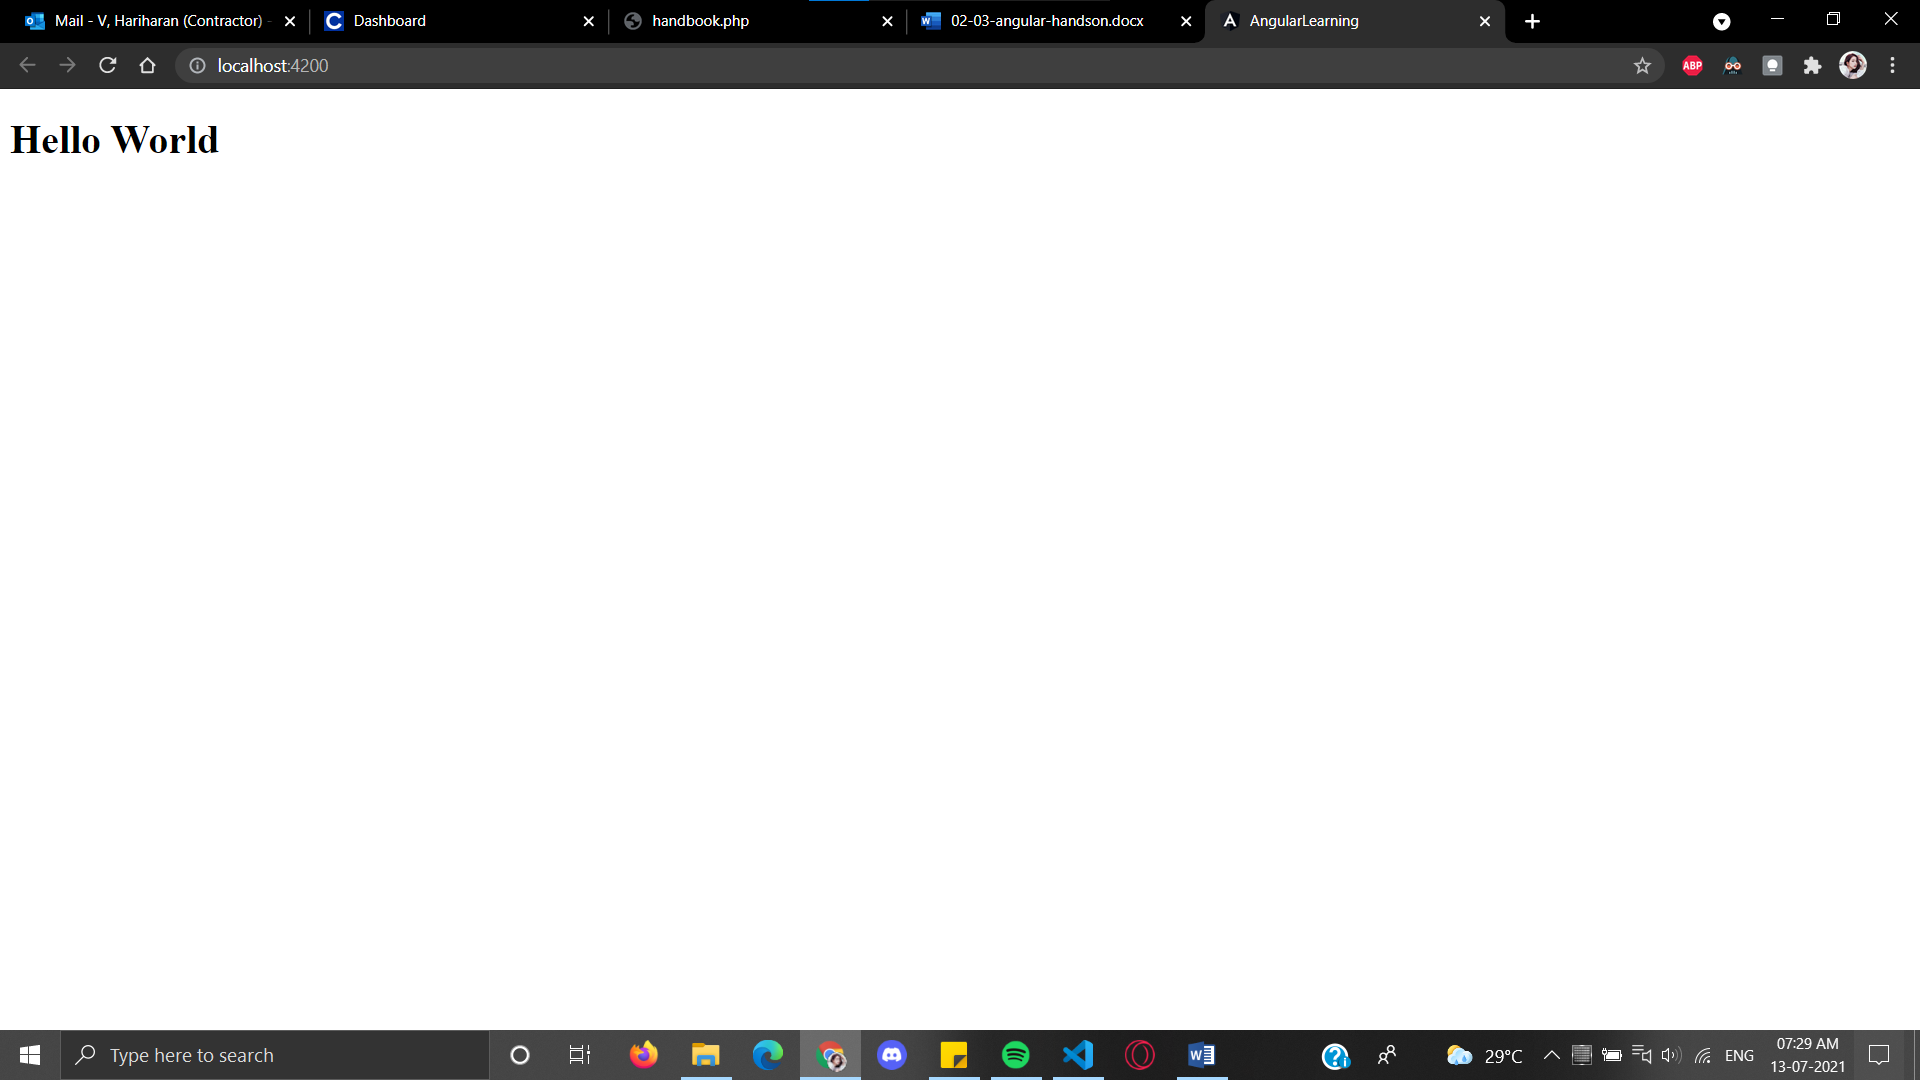 Mail - V, Hariharan (Contractor) -
Dashboard
handbook.php
02-03-angular-handson.docx
AngularLearning
localhost:4200
ABP
Hello World
Type here to search
29°C
ENG
07:29 AM
13-07-2021